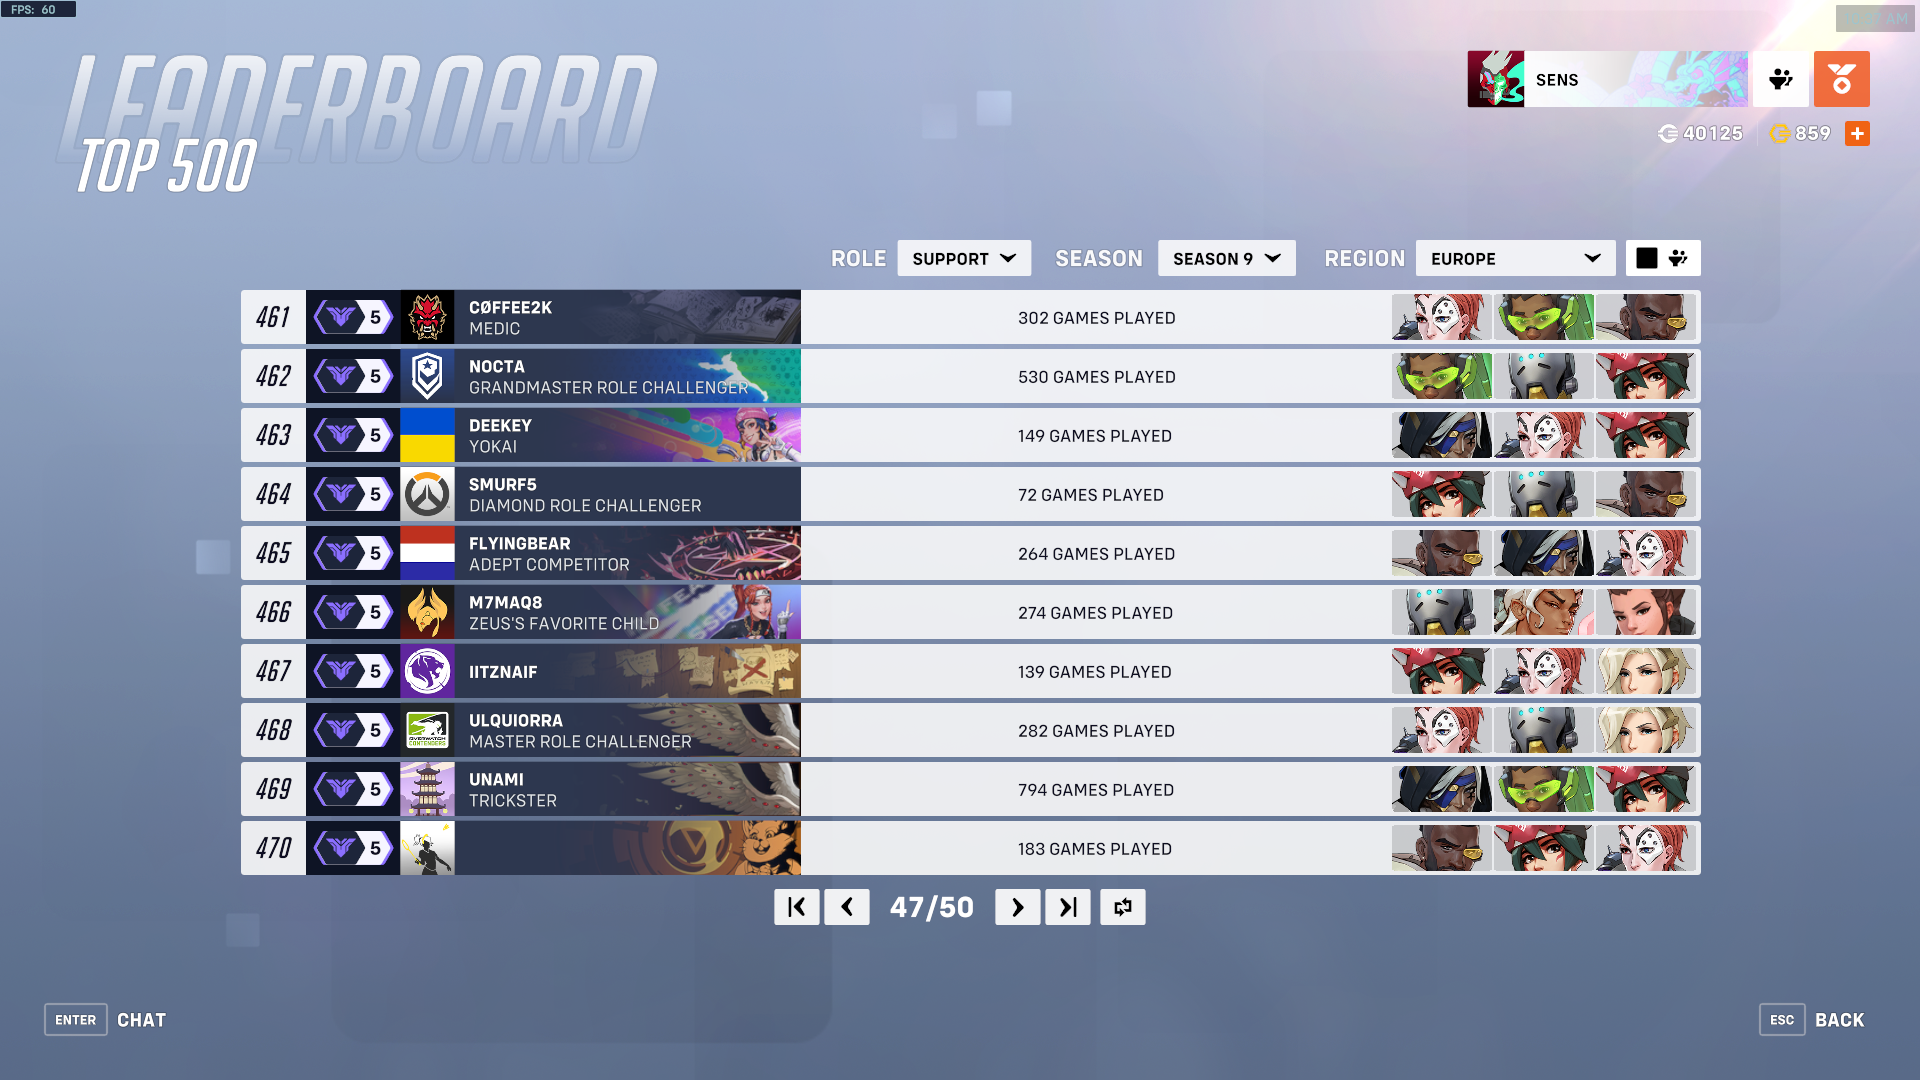 FPS: 60
AM
LEADERBOARD
TOP 500
SENS
40125
859
ROLE SUPPORT SEASON SEASON 9 REGION EUROPE
461 5 CØFFEE2K
MEDIC
302 GAMES PLAYED
462 5 NOCTA
GRANDMASTER ROLE CHALLENGER
530 GAMES PLAYED
463 5 DEEKEY
YOKAI
149 GAMES PLAYED
464 5 SMURF5
DIAMOND ROLE CHALLENGER
72 GAMES PLAYED
465 5 FLYINGBEAR
ADEPT COMPETITOR
264 GAMES PLAYED
466 5 M7MAQ8
ZEUS'S FAVORITE CHILD
274 GAMES PLAYED
467 5 IITZNAIF
139 GAMES PLAYED
468 5 ULQUIORRA
MASTER ROLE CHALLENGER
282 GAMES PLAYED
469 5 UNAMI
TRICKSTER
794 GAMES PLAYED
470 5
183 GAMES PLAYED
47/50
ENTER CHAT
ESC BACK